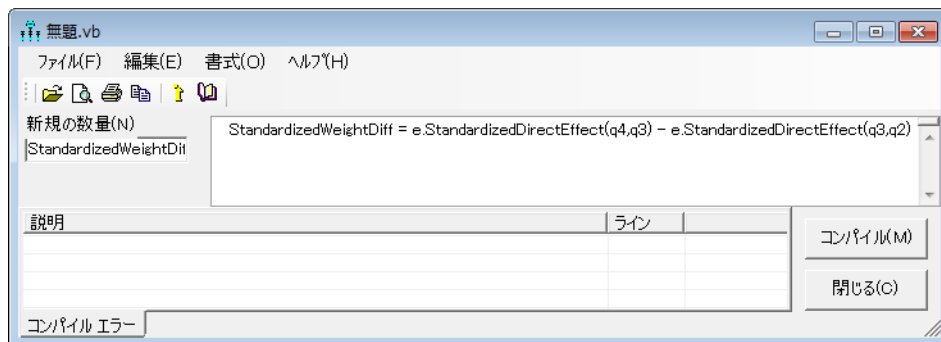 無題.vb
ファイル(F) 編集(E) 書式(O) ヘルプ(H)
新規の数量(N)
StandardizedWeightDif
StandardizedWeightDiff = e.StandardizedDirectEffect(q4,q3) − e.StandardizedDirectEffect(q3,q2)
説明 ライン
コンパイル(M)
閉じる(C)
コンパイル エラー